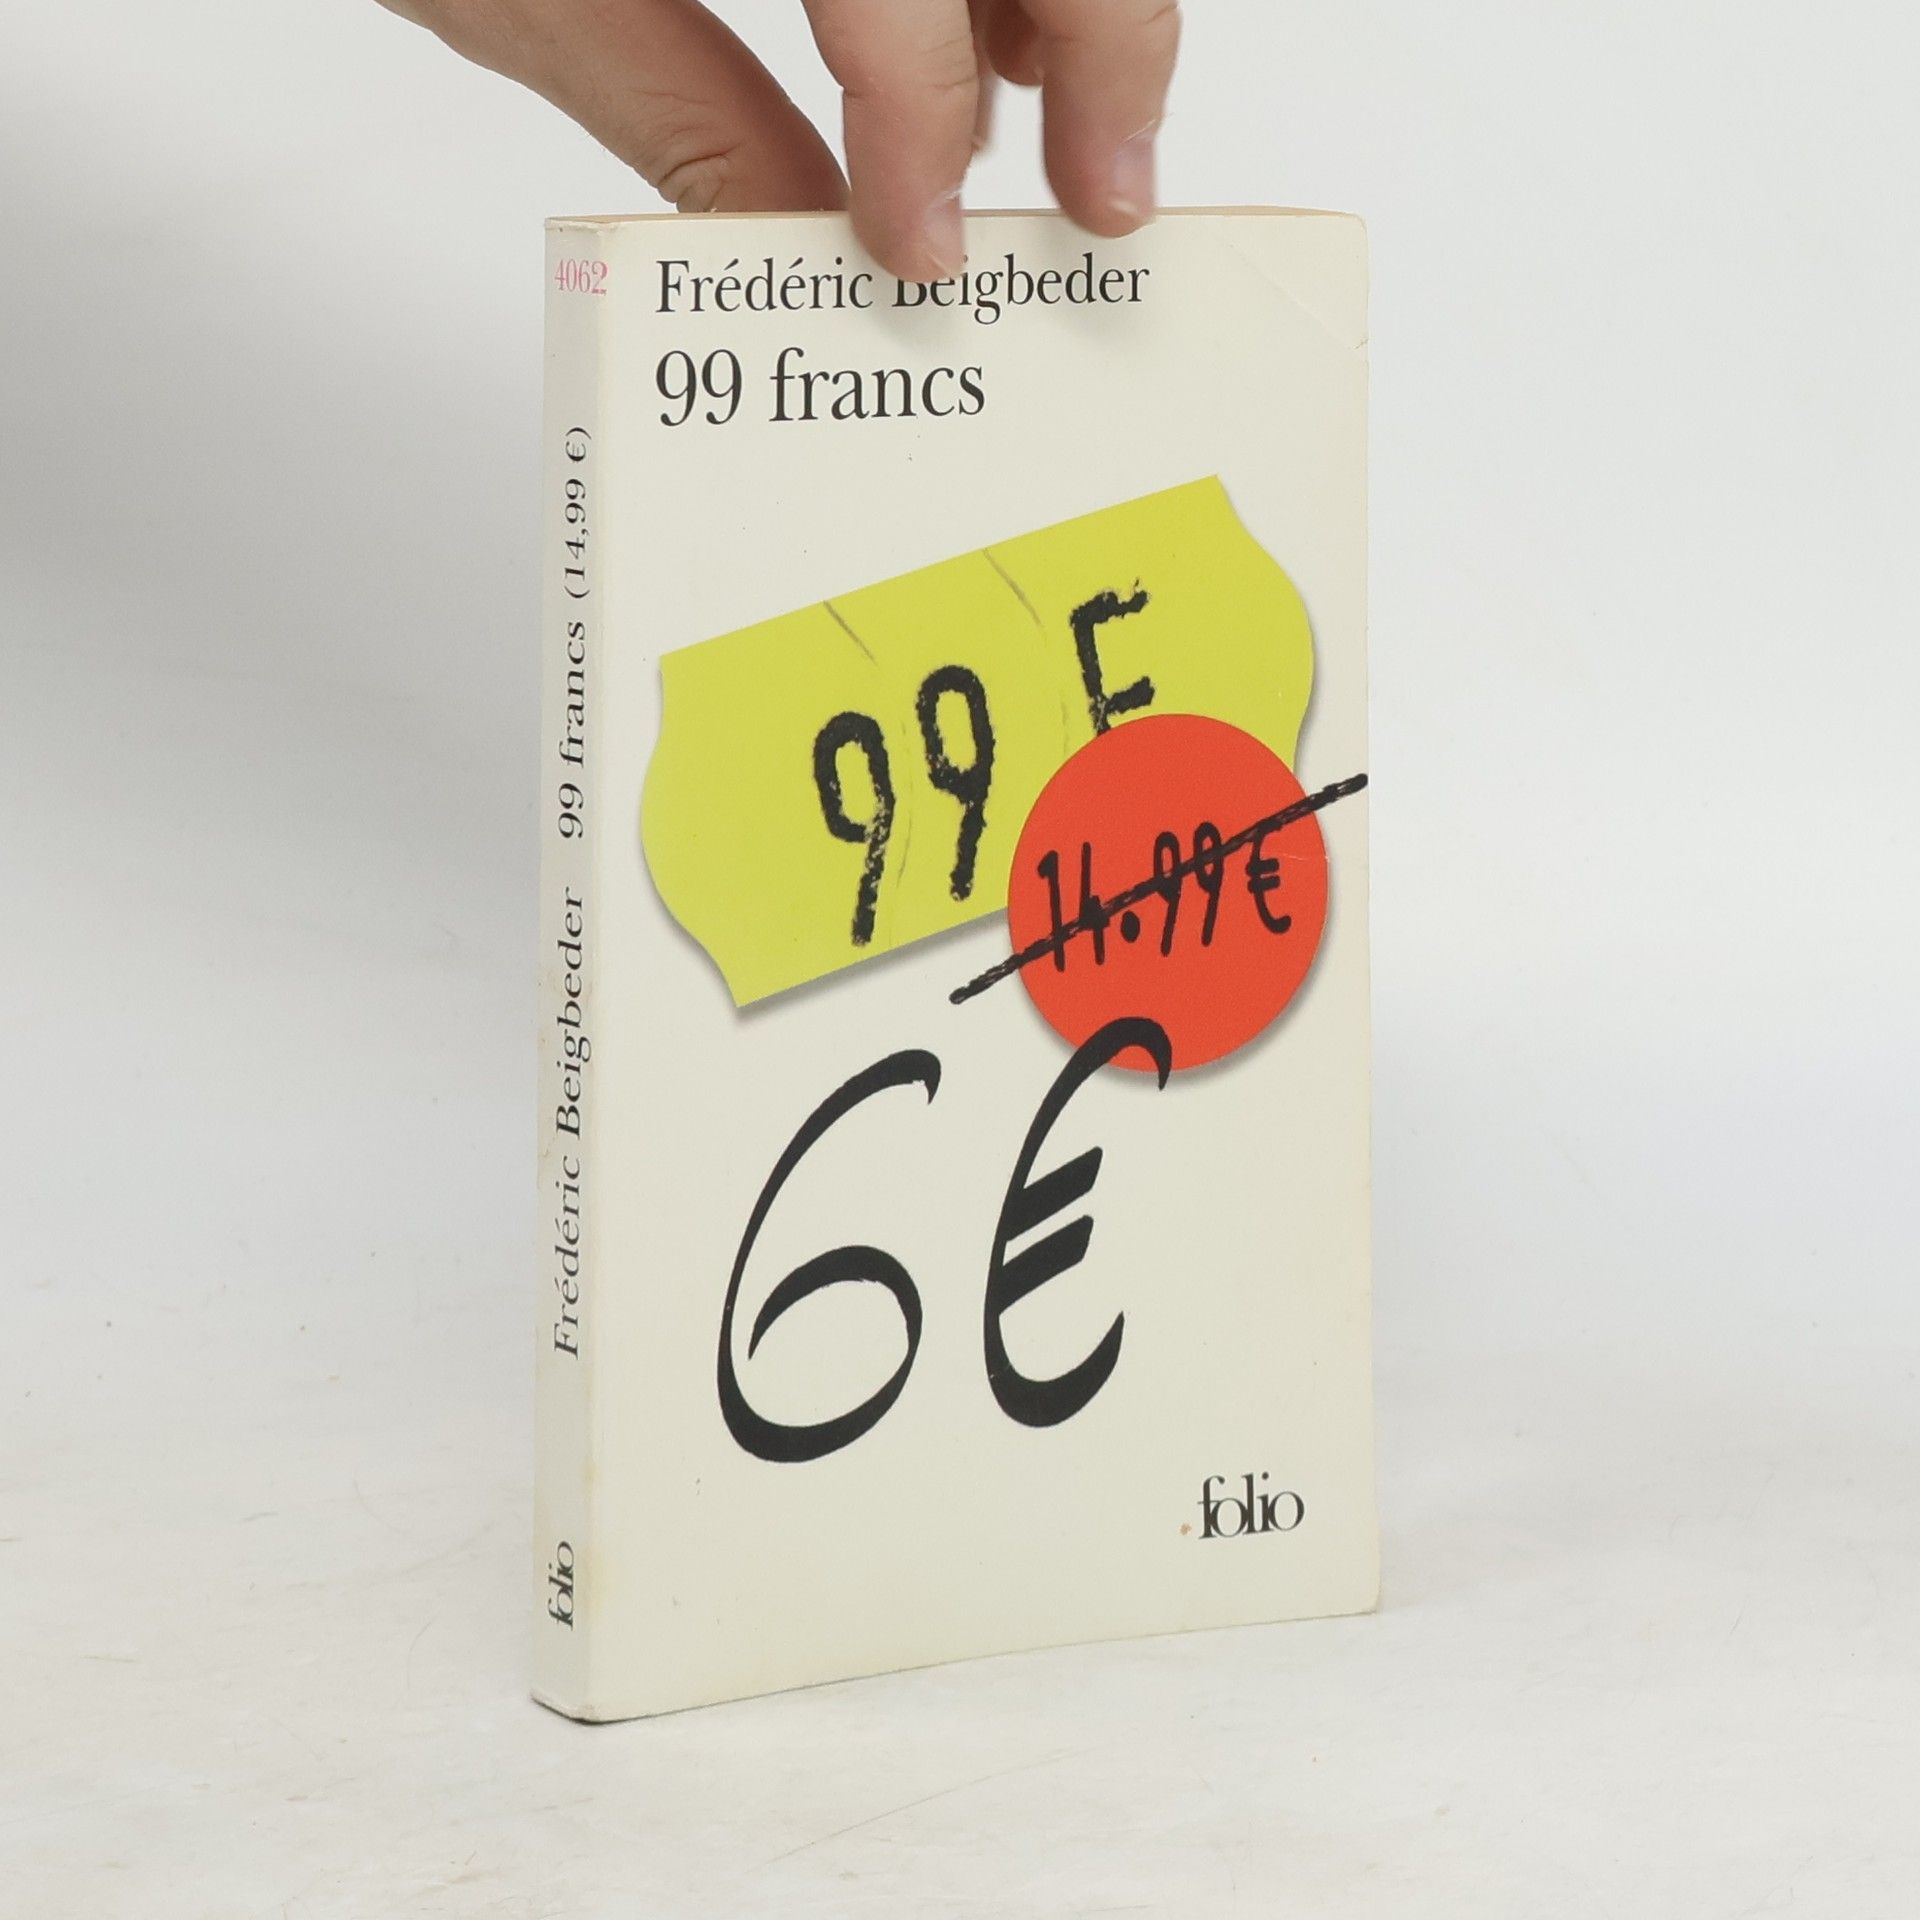 4062
Frédéric Beigbeder 99 francs (14,99 €)
folio
Frédéric Beigbeder
99 francs
99 F
14.99€
6€
folio